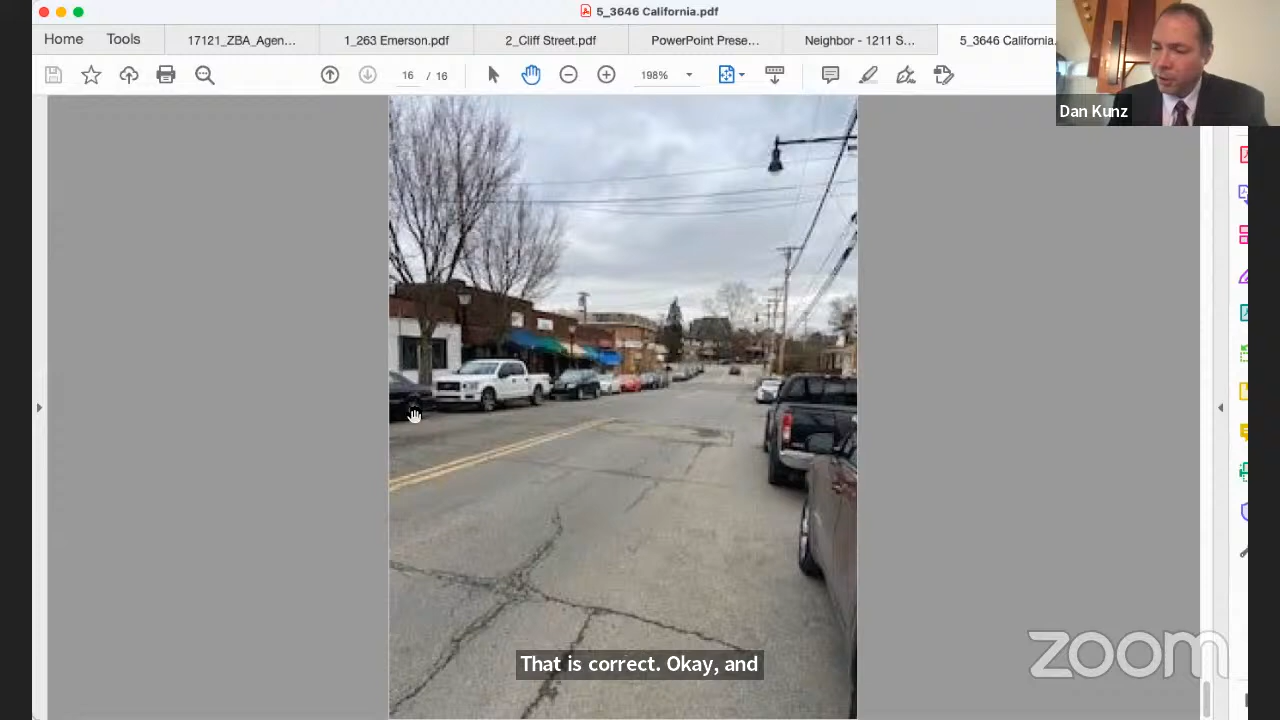 5_3646 California.pdf
Home Tools 17121_ZBA_Agen... 1_263 Emerson.pdf 2_Cliff Street.pdf PowerPoint Prese... Neighbor - 1211 S... 5_3646 California.
16 / 16 198%
Dan Kunz
That is correct. Okay, and
zoom